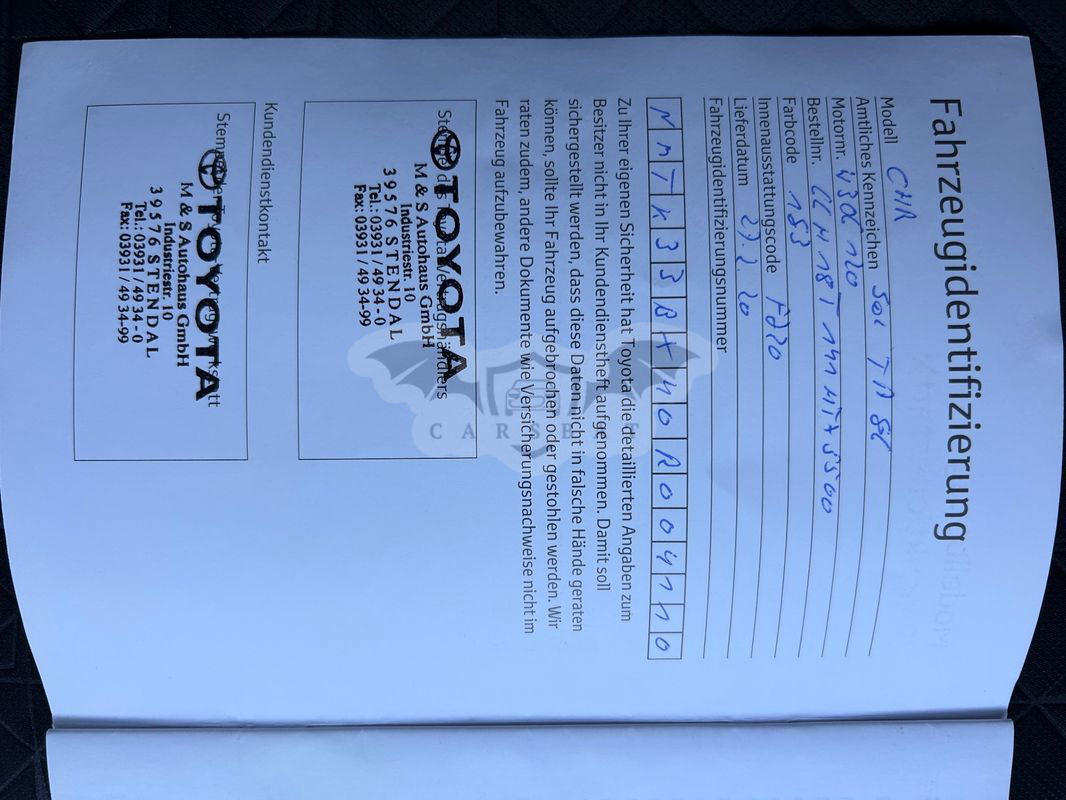 Fahrzeugidentifizierung
Modell CHR
Amtliches Kennzeichen
Motornr.
Bestellnr.
Farbcode
Innenausstattungscode
Lieferdatum 27.2.20
Fahrzeugidentifizierungsnummer
Zu Ihrer eigenen Sicherheit hat Toyota die detaillierten Angaben zum
Besitzer nicht in Ihr Kundendienstheft aufgenommen. Damit soll
sichergestellt werden, dass diese Daten nicht in falsche Hände geraten
können, sollte Ihr Fahrzeug aufgebrochen oder gestohlen werden. Wir
raten zudem, andere Dokumente wie Versicherungsnachweise nicht im
Fahrzeug aufzubewahren.
TOYOTA
M & S Autohaus GmbH
Industriestr. 10
39576 STENDAL
Tel.: 03931 / 49 34 - 0
Fax: 03931 / 49 34-99
Kundendienstkontakt
TOYOTA
M & S Autohaus GmbH
Industriestr. 10
39576 STENDAL
Tel.: 03931 / 49 34 - 0
Fax: 03931 / 49 34-99